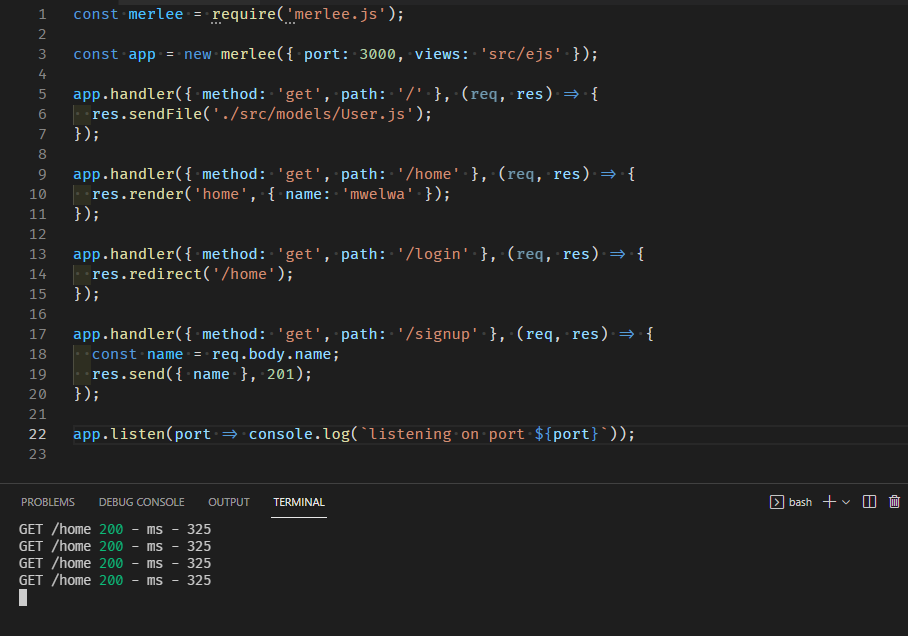 1 const merlee = require('merlee.js');
2
3 const app = new merlee({ port: 3000, views: 'src/ejs' });
4
5 app.handler({ method: 'get', path: '/' }, (req, res) => {
6   res.sendFile('./src/models/User.js');
7 });
8
9 app.handler({ method: 'get', path: '/home' }, (req, res) => {
10   res.render('home', { name: 'mwelwa' });
11 });
12
13 app.handler({ method: 'get', path: '/login' }, (req, res) => {
14   res.redirect('/home');
15 });
16
17 app.handler({ method: 'get', path: '/signup' }, (req, res) => {
18   const name = req.body.name;
19   res.send({ name }, 201);
20 });
21
22 app.listen(port => console.log(`listening on port ${port}`));
23
PROBLEMS DEBUG CONSOLE OUTPUT TERMINAL bash
GET /home 200 - ms - 325
GET /home 200 - ms - 325
GET /home 200 - ms - 325
GET /home 200 - ms - 325